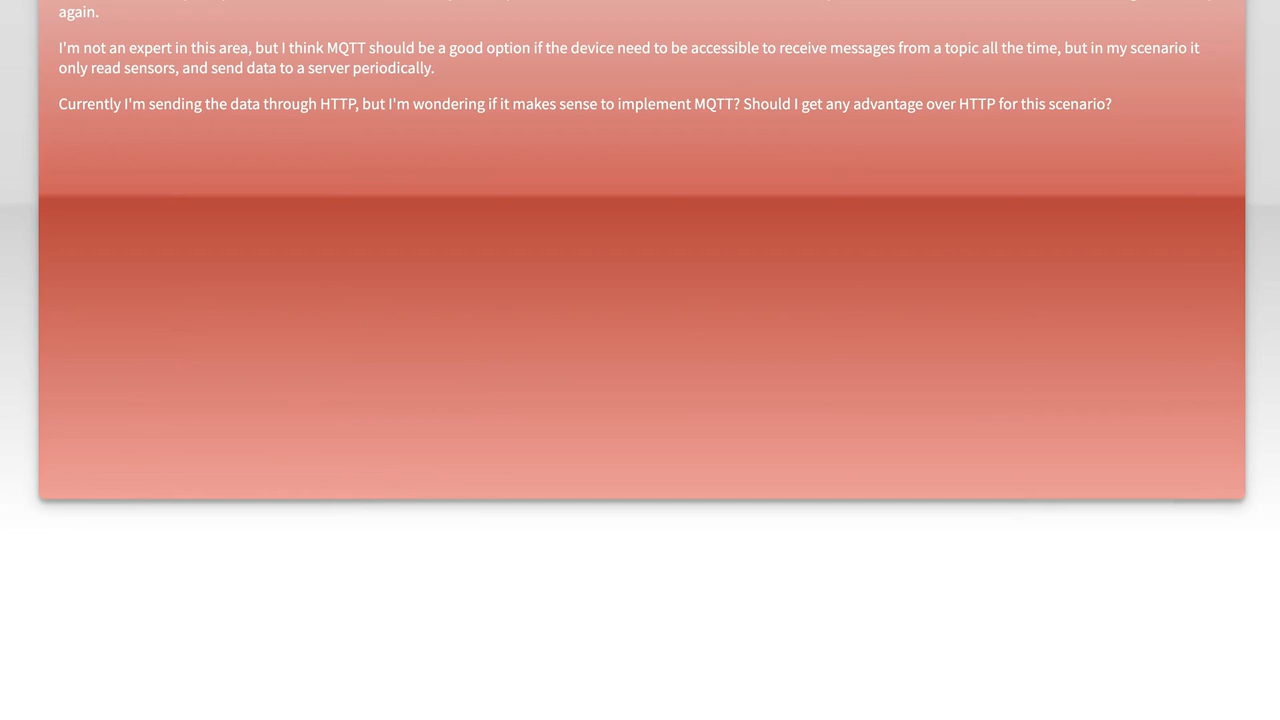 again.
I'm not an expert in this area, but I think MQTT should be a good option if the device need to be accessible to receive messages from a topic all the time, but in my scenario it
only read sensors, and send data to a server periodically.
Currently I'm sending the data through HTTP, but I'm wondering if it makes sense to implement MQTT? Should I get any advantage over HTTP for this scenario?